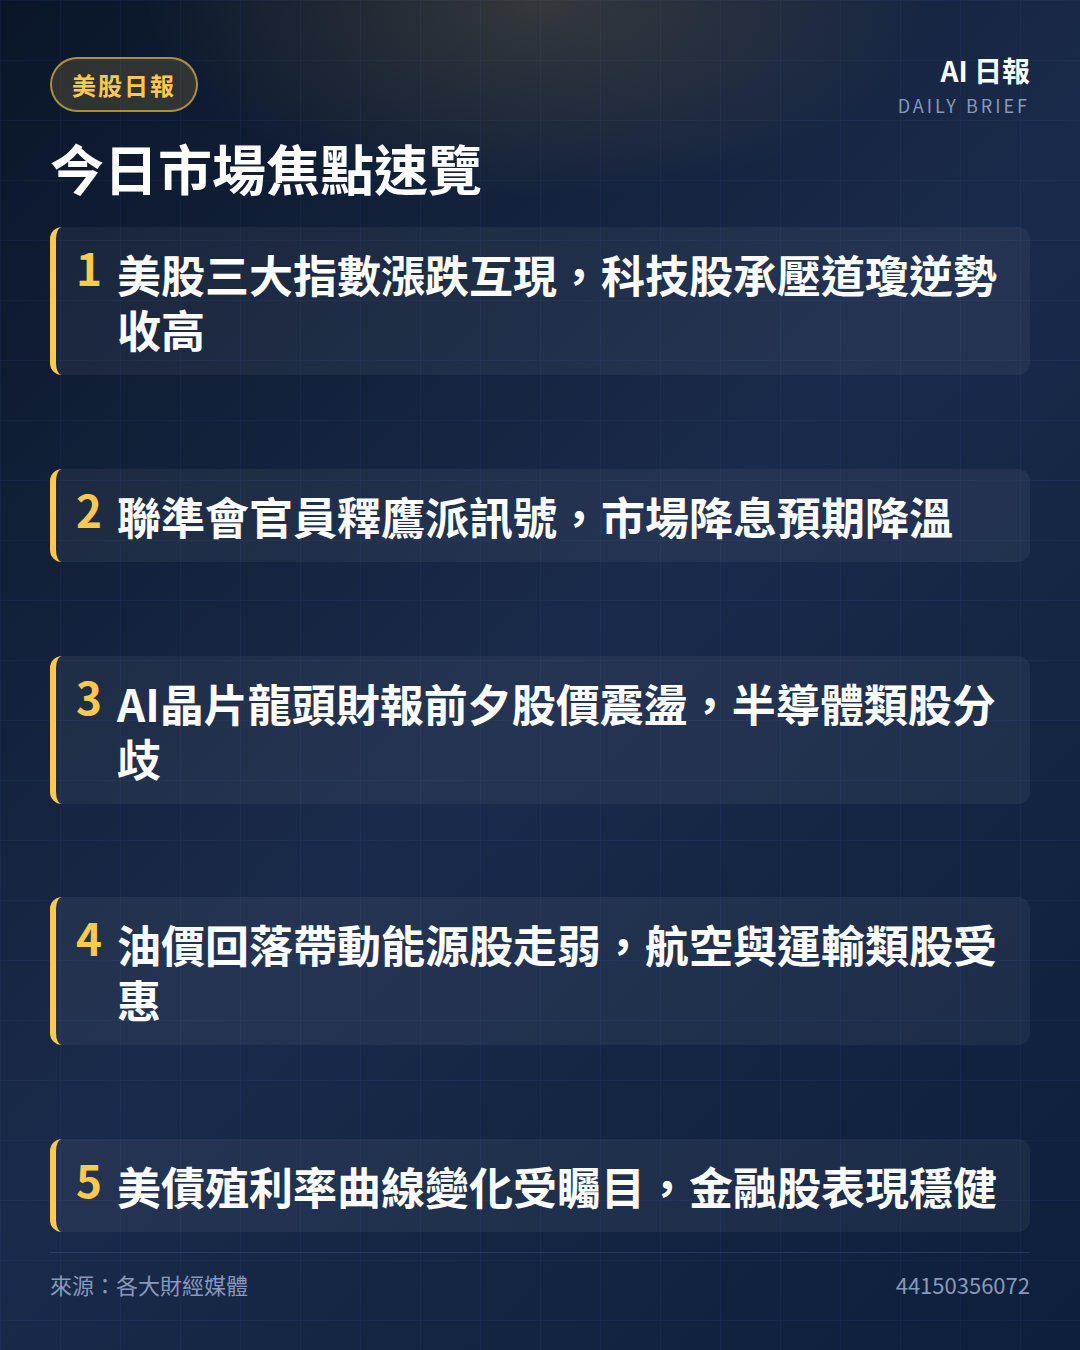 美股日報
AI 日報
DAILY BRIEF
今日市場焦點速覽
1 美股三大指數漲跌互現，科技股承壓道瓊逆勢
收高
2 聯準會官員釋鷹派訊號，市場降息預期降溫
3 AI晶片龍頭財報前夕股價震盪，半導體類股分
歧
4 油價回落帶動能源股走弱，航空與運輸類股受
惠
5 美債殖利率曲線變化受矚目，金融股表現穩健
來源：各大財經媒體
44150356072